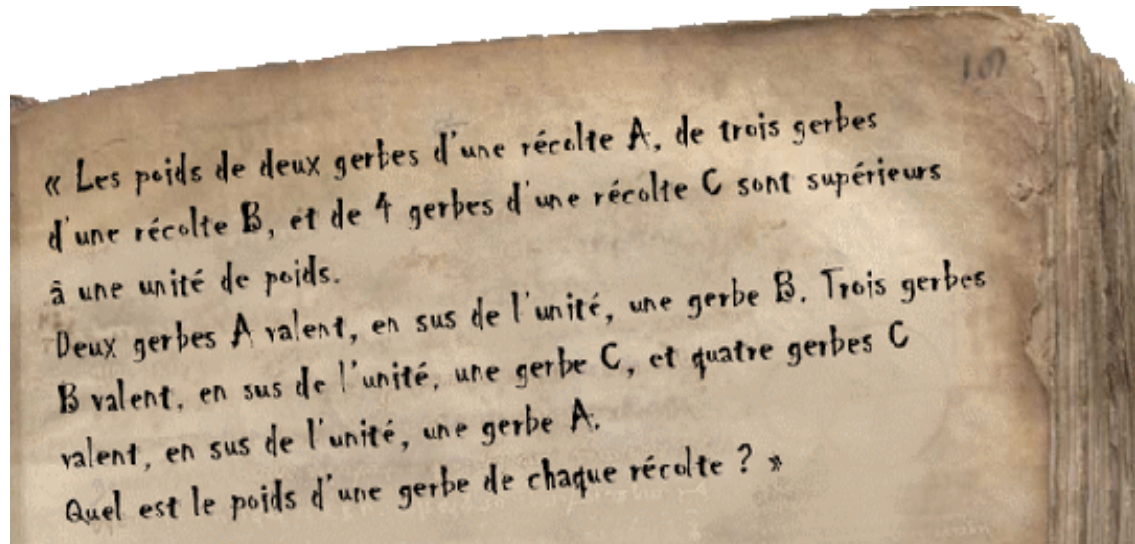 « Les poids de deux gerbes d'une récolte A, de trois gerbes
d'une récolte B, et de 4 gerbes d'une récolte C sont supérieurs
à une unité de poids.
Deux gerbes A valent, en sus de l'unité, une gerbe B. Trois gerbes
B valent, en sus de l'unité, une gerbe C, et quatre gerbes C
valent, en sus de l'unité, une gerbe A.
Quel est le poids d'une gerbe de chaque récolte ? »